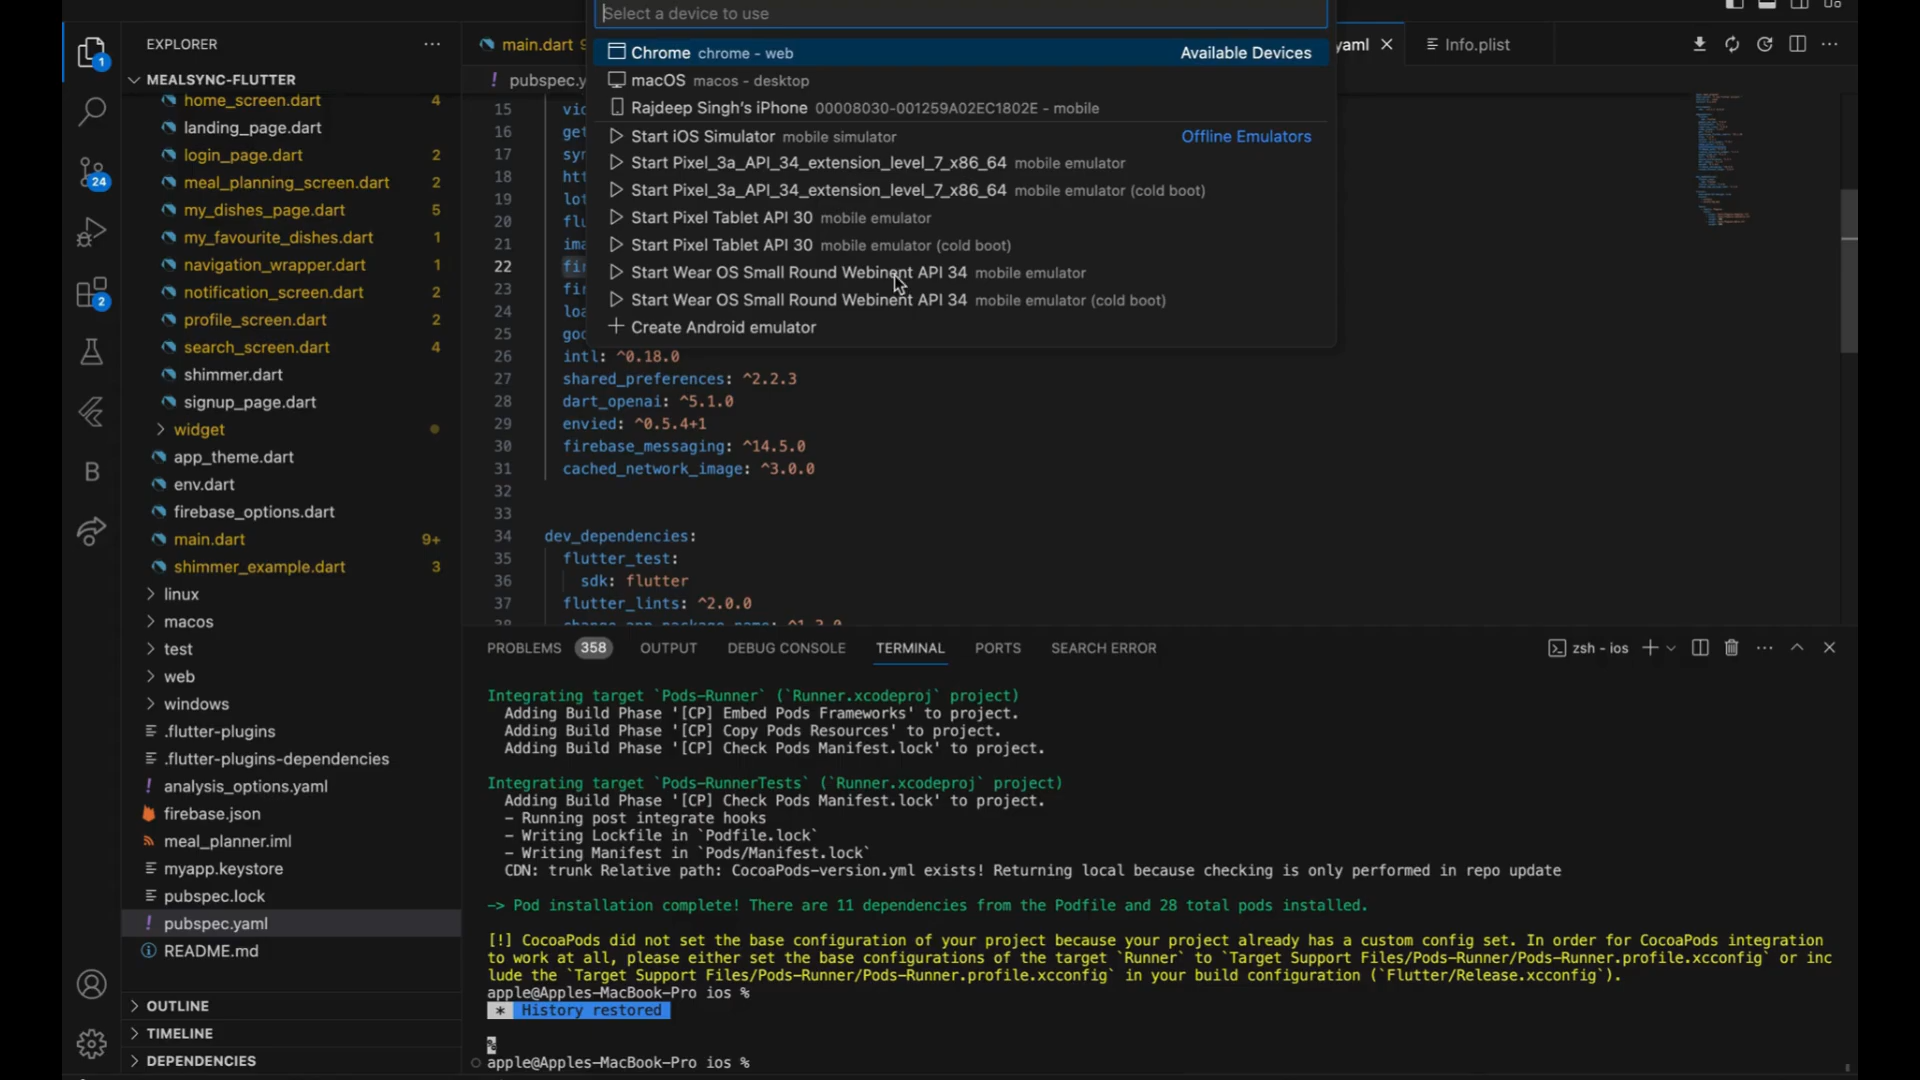 Select a device to use
Chrome chrome – web Available Devices
macOS macos – desktop
Rajdeep Singh's iPhone 00008030-001259A02EC1802E – mobile
Start iOS Simulator mobile simulator Offline Emulators
Start Pixel_3a_API_34_extension_level_7_x86_64 mobile emulator
Start Pixel_3a_API_34_extension_level_7_x86_64 mobile emulator (cold boot)
Start Pixel Tablet API 30 mobile emulator
Start Pixel Tablet API 30 mobile emulator (cold boot)
Start Wear OS Small Round Webinent API 34 mobile emulator
Start Wear OS Small Round Webinent API 34 mobile emulator (cold boot)
Create Android emulator
EXPLORER
MEALSYNC-FLUTTER
home_screen.dart 4
landing_page.dart
login_page.dart 2
meal_planning_screen.dart 2
my_dishes_page.dart 5
my_favourite_dishes.dart 1
navigation_wrapper.dart 1
notification_screen.dart 2
profile_screen.dart 2
search_screen.dart 4
shimmer.dart
signup_page.dart
widget
app_theme.dart
env.dart
firebase_options.dart
main.dart 9+
shimmer_example.dart 3
linux
macos
test
web
windows
.flutter-plugins
.flutter-plugins-dependencies
analysis_options.yaml
firebase.json
meal_planner.iml
myapp.keystore
pubspec.lock
pubspec.yaml
README.md
OUTLINE
TIMELINE
DEPENDENCIES
1
24
2
B
main.dart 9
yaml
Info.plist
! pubspec.y
15 vid
16 get
17 syn
18 htt
19 lot
20 flu
21 ima
22 fir
23 fir
24 loa
25 goo
26 intl: ^0.18.0
27 shared_preferences: ^2.2.3
28 dart_openai: ^5.1.0
29 envied: ^0.5.4+1
30 firebase_messaging: ^14.5.0
31 cached_network_image: ^3.0.0
32
33
34 dev_dependencies:
35 flutter_test:
36 sdk: flutter
37 flutter_lints: ^2.0.0
38 change_app_package_name: ^1.3.0
PROBLEMS 358 OUTPUT DEBUG CONSOLE TERMINAL PORTS SEARCH ERROR
zsh - ios
Integrating target `Pods-Runner` (`Runner.xcodeproj` project)
Adding Build Phase '[CP] Embed Pods Frameworks' to project.
Adding Build Phase '[CP] Copy Pods Resources' to project.
Adding Build Phase '[CP] Check Pods Manifest.lock' to project.
Integrating target `Pods-RunnerTests` (`Runner.xcodeproj` project)
Adding Build Phase '[CP] Check Pods Manifest.lock' to project.
- Running post integrate hooks
- Writing Lockfile in `Podfile.lock`
- Writing Manifest in `Pods/Manifest.lock`
CDN: trunk Relative path: CocoaPods-version.yml exists! Returning local because checking is only performed in repo update
-> Pod installation complete! There are 11 dependencies from the Podfile and 28 total pods installed.
[!] CocoaPods did not set the base configuration of your project because your project already has a custom config set. In order for CocoaPods integration
to work at all, please either set the base configurations of the target `Runner` to `Target Support Files/Pods-Runner/Pods-Runner.profile.xcconfig` or inc
lude the `Target Support Files/Pods-Runner/Pods-Runner.profile.xcconfig` in your build configuration (`Flutter/Release.xcconfig`).
apple@Apples-MacBook-Pro ios %
* History restored
%
apple@Apples-MacBook-Pro ios %